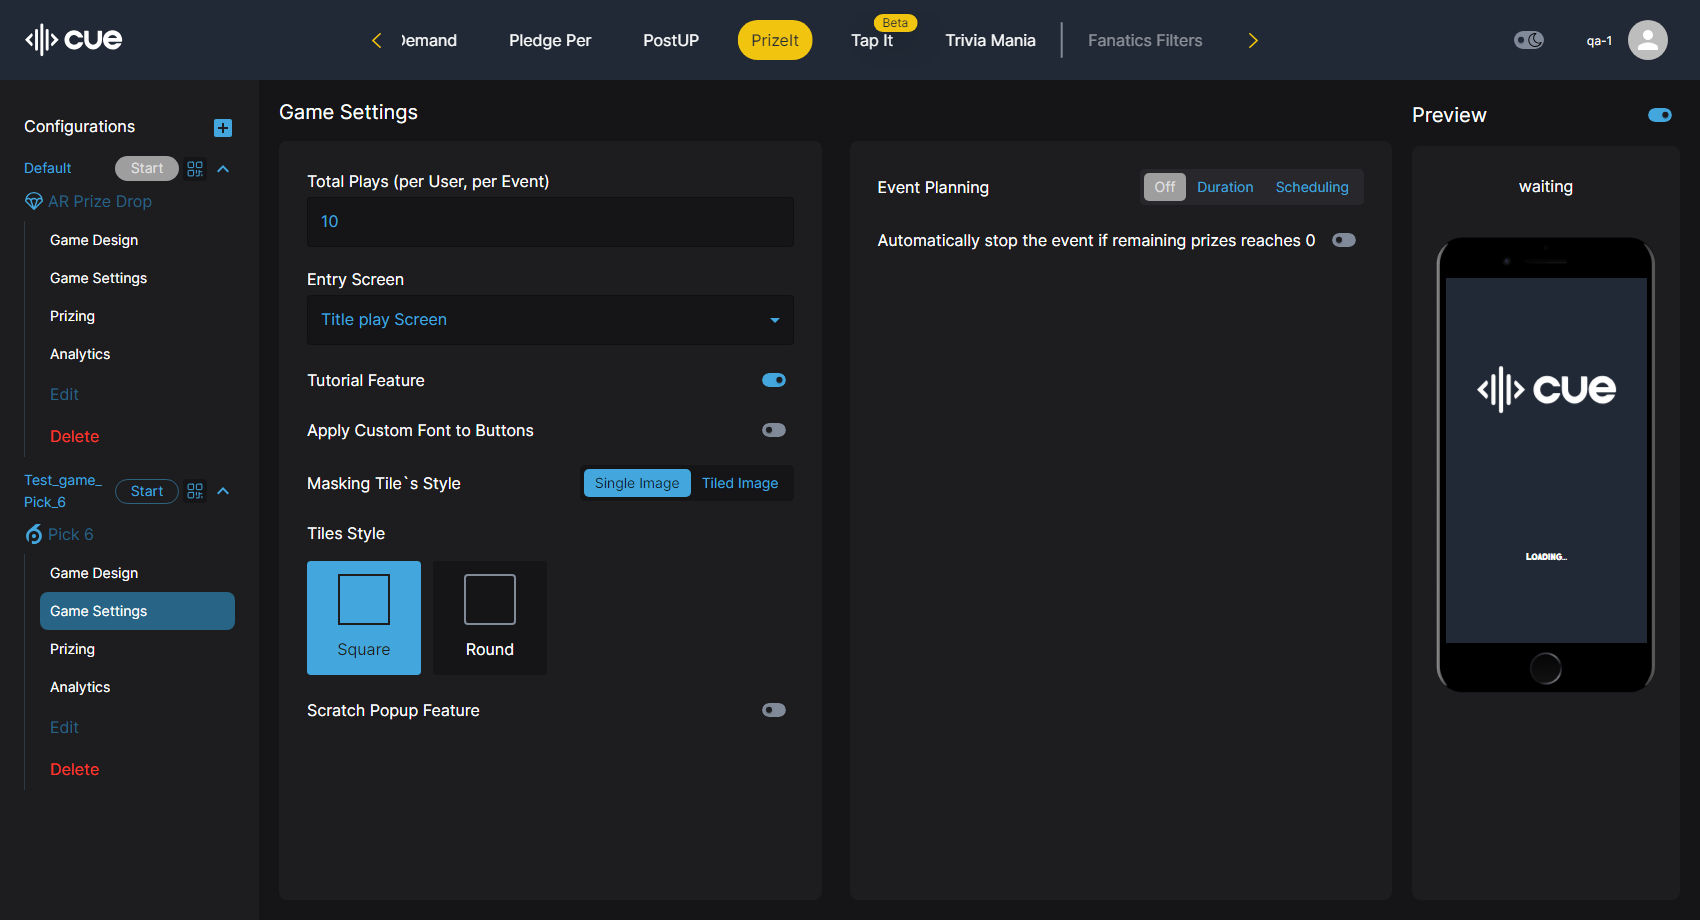 cue
Demand
Pledge Per
PostUP
PrizeIt
Beta
Tap It
Trivia Mania
Fanatics Filters
qa-1
Configurations
Default
Start
AR Prize Drop
Game Design
Game Settings
Prizing
Analytics
Edit
Delete
Test_game_
Pick_6
Start
Pick 6
Game Design
Game Settings
Prizing
Analytics
Edit
Delete
Game Settings
Total Plays (per User, per Event)
10
Entry Screen
Title play Screen
Tutorial Feature
Apply Custom Font to Buttons
Masking Tile`s Style
Single Image
Tiled Image
Tiles Style
Square
Round
Scratch Popup Feature
Event Planning
Off
Duration
Scheduling
Automatically stop the event if remaining prizes reaches 0
Preview
waiting
cue
LOADING...